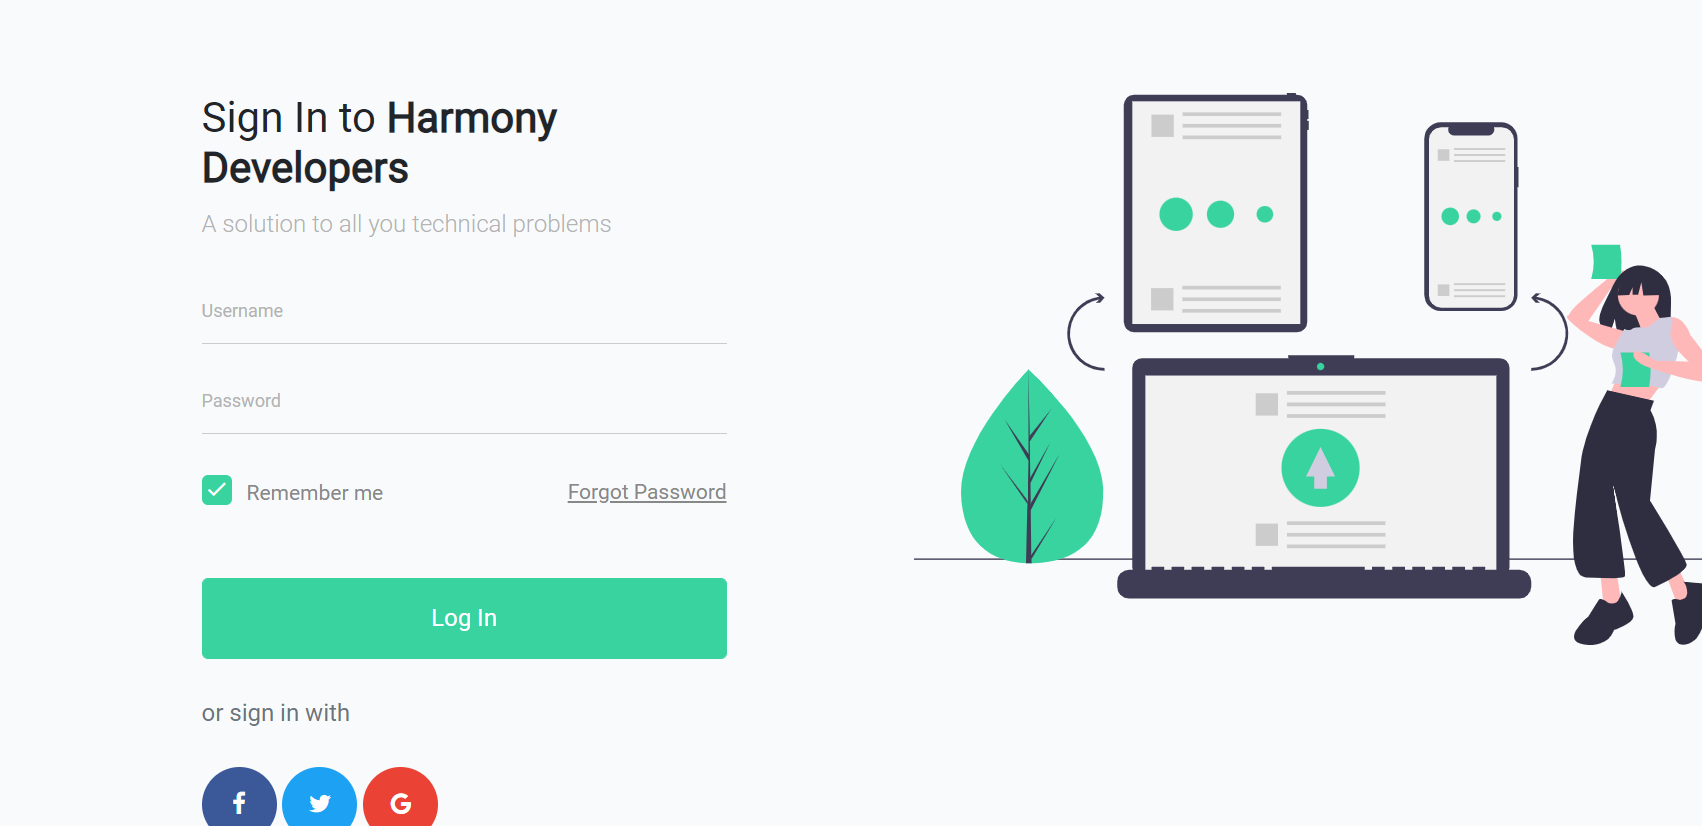 Sign In to Harmony
Developers
A solution to all you technical problems
Username
Password
Remember me
Forgot Password
Log In
or sign in with